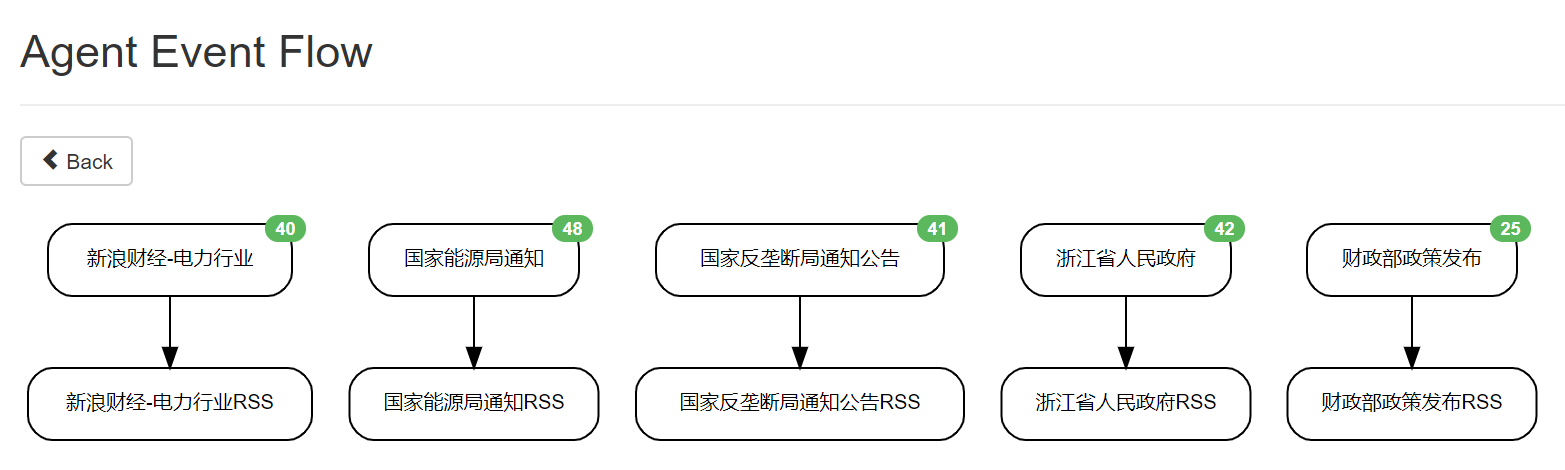 Agent Event Flow
Back
40
48
41
42
25
新浪财经-电力行业
国家能源局通知
国家反垄断局通知公告
浙江省人民政府
财政部政策发布
新浪财经-电力行业RSS
国家能源局通知RSS
国家反垄断局通知公告RSS
浙江省人民政府RSS
财政部政策发布RSS